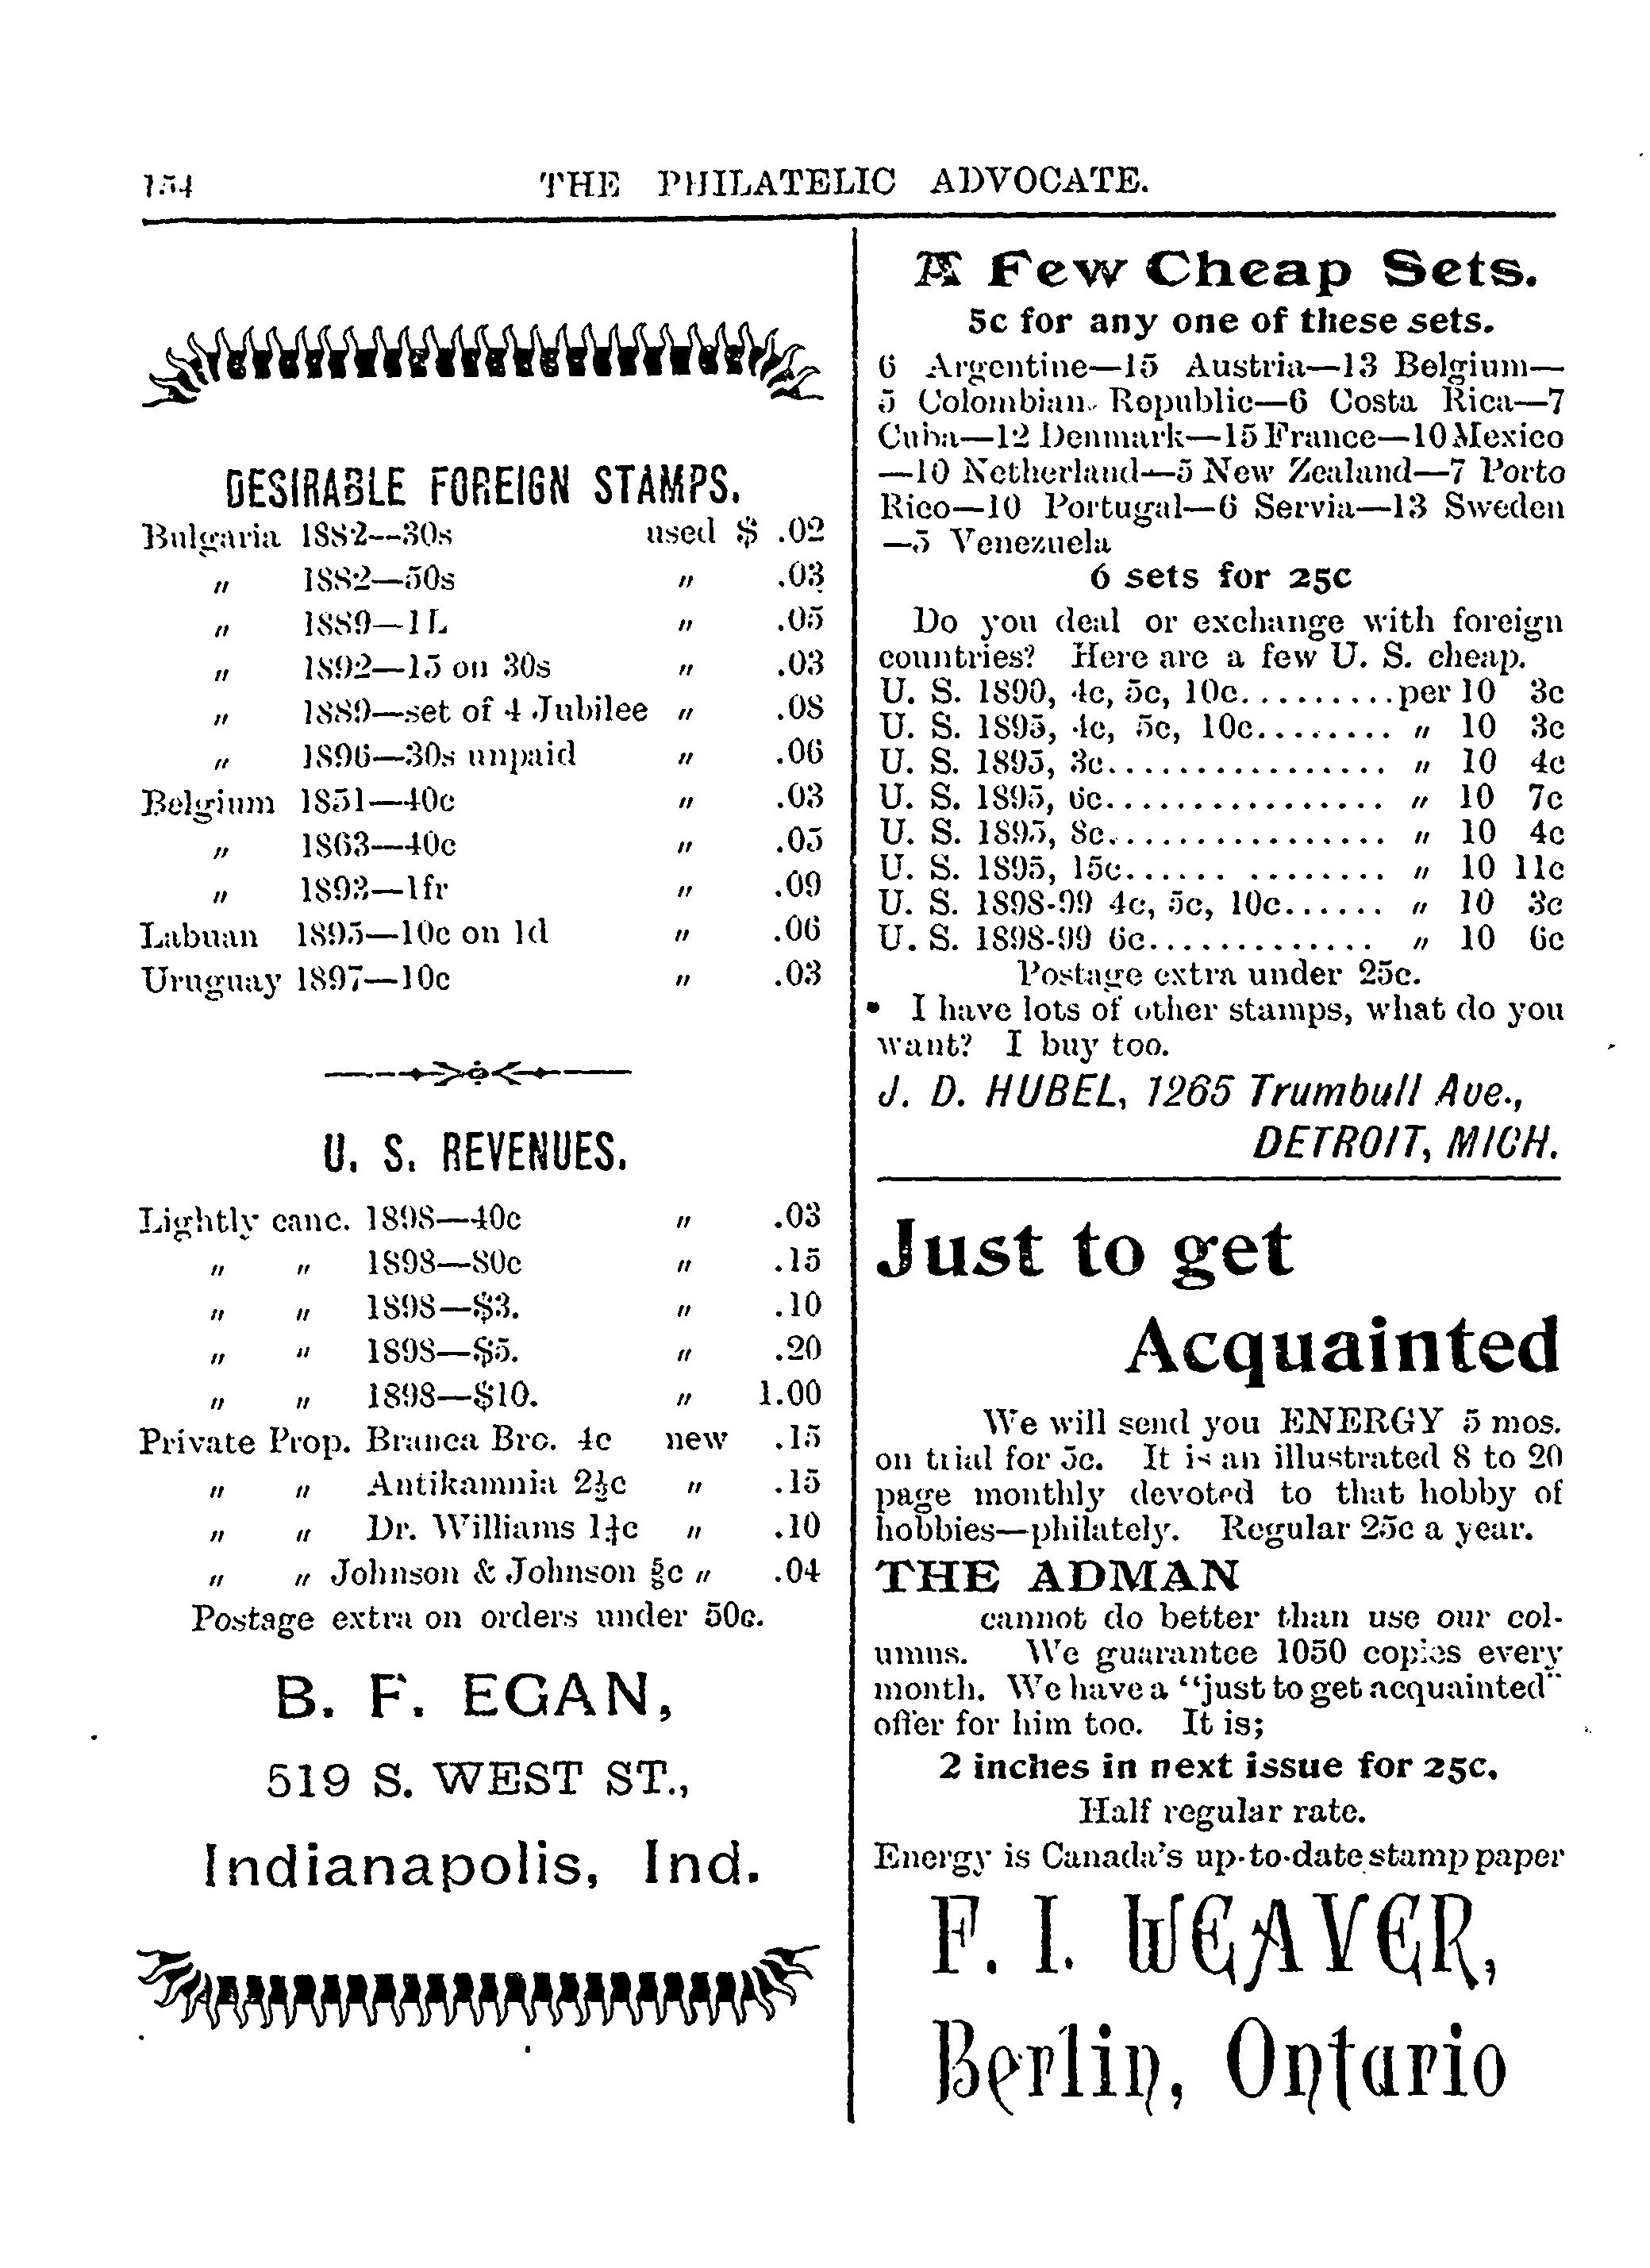 154 THE PHILATELIC ADVOCATE.
DESIRABLE FOREIGN STAMPS.
Bulgaria 1882--30s used $ .02
" 1882—50s " .03
" 1889—1L " .05
" 1892—15 on 30s " .03
" 1889—set of 4 Jubilee " .08
" 1896—30s unpaid " .06
Belgium 1851—40c " .03
" 1863—40c " .05
" 1893—1fr " .09
Labuan 1895—10c on 1d " .06
Uruguay 1897—10c " .03
U. S. REVENUES.
Lightly canc. 1898—40c " .03
" " 1898—80c " .15
" " 1898—$3. " .10
" " 1898—$5. " .20
" " 1898—$10. " 1.00
Private Prop. Branca Bro. 4c new .15
" " Antikamnia 2½c " .15
" " Dr. Williams 1¼c " .10
" " Johnson & Johnson ⅝c " .04
Postage extra on orders under 50c.
B. F. EGAN,
519 S. WEST ST.,
Indianapolis, Ind.
A Few Cheap Sets.
5c for any one of these sets.
6 Argentine—15 Austria—13 Belgium—
5 Colombian Ropublic—6 Costa Rica—7
Cuba—12 Denmark—15 France—10 Mexico
—10 Netherland—5 New Zealand—7 Porto
Rico—10 Portugal—6 Servia—13 Sweden
—5 Venezuela
6 sets for 25c
Do you deal or exchange with foreign
countries? Here are a few U. S. cheap.
U. S. 1890, 4c, 5c, 10c.........per 10 3c
U. S. 1895, 4c, 5c, 10c........ " 10 3c
U. S. 1895, 3c................ " 10 4c
U. S. 1895, 6c................ " 10 7c
U. S. 1895, 8c................ " 10 4c
U. S. 1895, 15c...... ........ " 10 11c
U. S. 1898-99 4c, 5c, 10c...... " 10 3c
U. S. 1898-99 6c............. " 10 6c
Postage extra under 25c.
I have lots of other stamps, what do you
want? I buy too.
J. D. HUBEL, 1265 Trumbull Ave.,
DETROIT, MICH.
Just to get
Acquainted
We will send you ENERGY 5 mos.
on trial for 5c. It is an illustrated 8 to 20
page monthly devoted to that hobby of
hobbies—philately. Regular 25c a year.
THE ADMAN
cannot do better than use our col-
umns. We guarantee 1050 copies every
month. We have a "just to get acquainted"
offer for him too. It is;
2 inches in next issue for 25c.
Half regular rate.
Energy is Canada's up-to-date stamp paper
F. I. WEAVER,
Berlin, Ontario